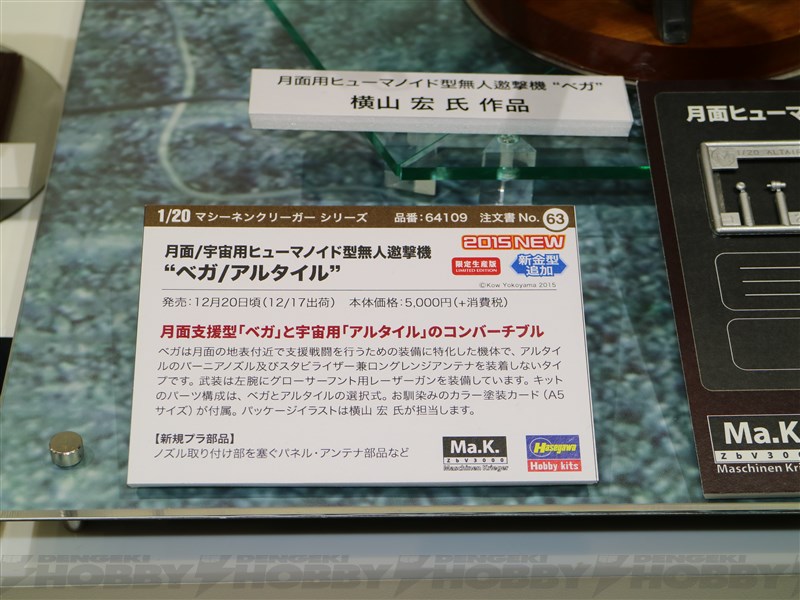 月面用ヒューマノイド型無人邀撃機 “ベガ”
横山 宏 氏 作品
月面ヒューマ
1/20 マシーネンクリーガー シリーズ 品番:64109 注文書 No. 63
2015 NEW
月面/宇宙用ヒューマノイド型無人邀撃機
“ベガ/アルタイル”
限定生産版
LIMITED EDITION
新金型
追加
©Kow Yokoyama 2015
発売:12月20日頃(12/17出荷) 本体価格:5,000円(+消費税)
月面支援型「ベガ」と宇宙用「アルタイル」のコンバーチブル
ベガは月面の地表付近で支援戦闘を行うための装備に特化した機体で、アルタイ
ルのバーニアノズル及びスタビライザー兼ロングレンジアンテナを装着しないタイ
プです。武装は左腕にグローサーフント用レーザーガンを装備しています。キット
のパーツ構成は、ベガとアルタイルの選択式。お馴染みのカラー塗装カード(A5
サイズ)が付属。パッケージイラストは横山 宏 氏が担当します。
【新規プラ部品】
ノズル取り付け部を塞ぐパネル・アンテナ部品など
Ma.K.
ZbV3000
Maschinen Krieger
Hasegawa
Hobby kits
Ma.K
ZbV300
Maschinen Kri
DENGEKI
HOBBY
DENGEKI
HOBBY
DENGEKI
HOBBY
DENGEKI
HOBBY